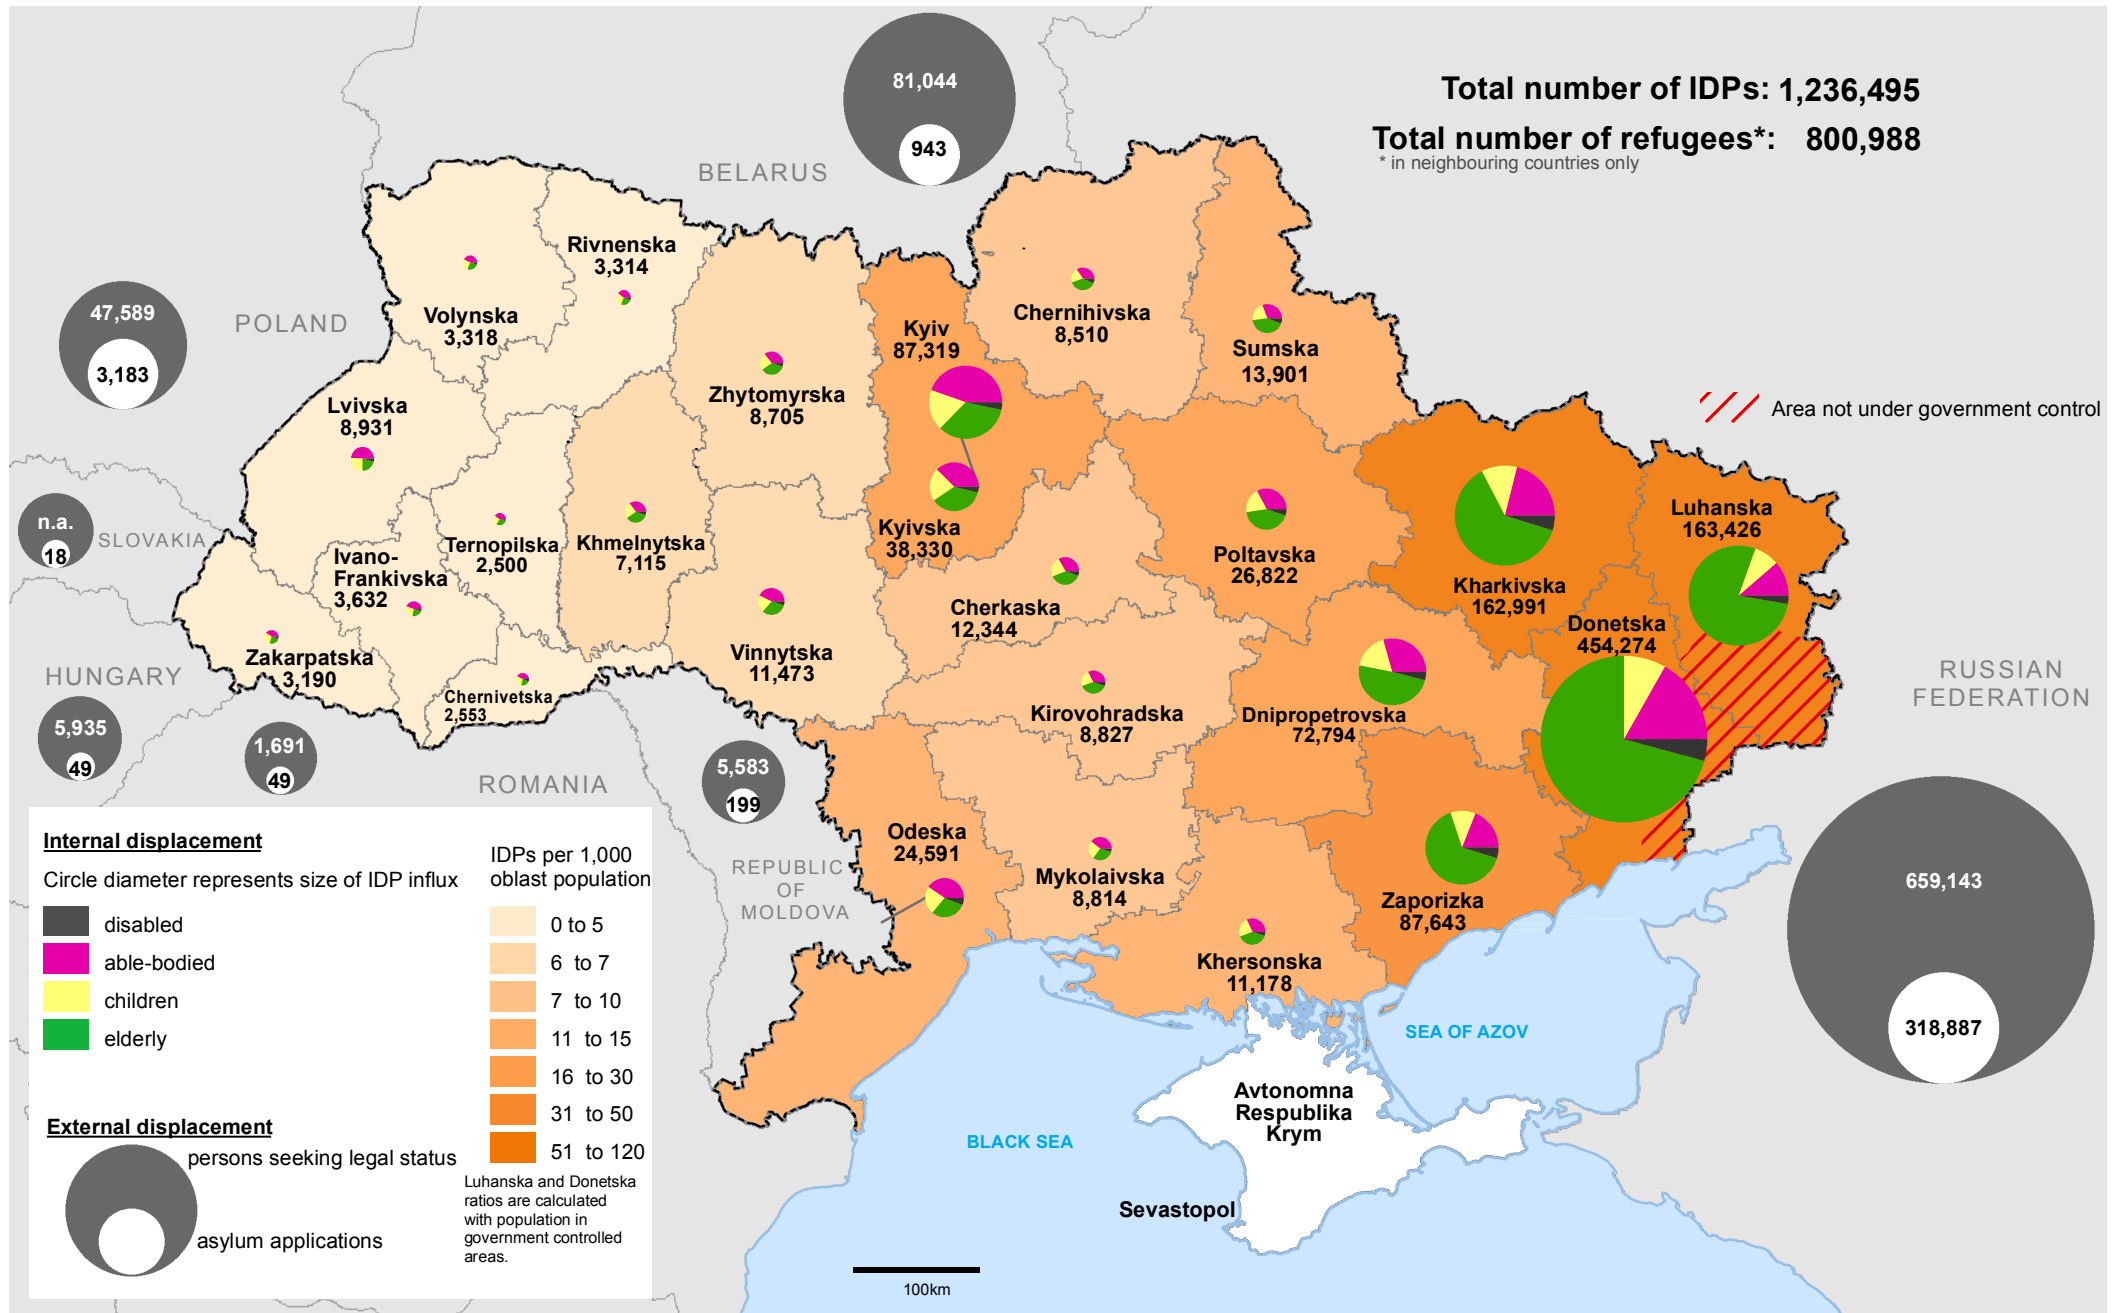 Total number of IDPs: 1,236,495
Total number of refugees*: 800,988
* in neighbouring countries only
81,044
943
BELARUS
Rivnenska
3,314
Volynska
3,318
POLAND
47,589
3,183
Kyiv
87,319
Chernihivska
8,510
Sumska
13,901
Zhytomyrska
8,705
Lvivska
8,931
Area not under government control
n.a.
18
SLOVAKIA
Ivano-
Frankivska
3,632
Ternopilska
2,500
Khmelnytska
7,115
Kyivska
38,330
Poltavska
26,822
Kharkivska
162,991
Luhanska
163,426
Donetska
454,274
Cherkaska
12,344
Vinnytska
11,473
Zakarpatska
3,190
Chernivetska
2,553
HUNGARY
5,935
49
1,691
49
ROMANIA
5,583
199
REPUBLIC
OF
MOLDOVA
Kirovohradska
8,827
Dnipropetrovska
72,794
RUSSIAN
FEDERATION
Odeska
24,591
Mykolaivska
8,814
Zaporizka
87,643
Khersonska
11,178
659,143
318,887
SEA OF AZOV
BLACK SEA
Avtonomna
Respublika
Krym
Sevastopol
100km
Internal displacement
Circle diameter represents size of IDP influx
disabled
able-bodied
children
elderly
External displacement
persons seeking legal status
asylum applications
IDPs per 1,000
oblast population
0 to 5
6 to 7
7 to 10
11 to 15
16 to 30
31 to 50
51 to 120
Luhanska and Donetska
ratios are calculated
with population in
government controlled
areas.